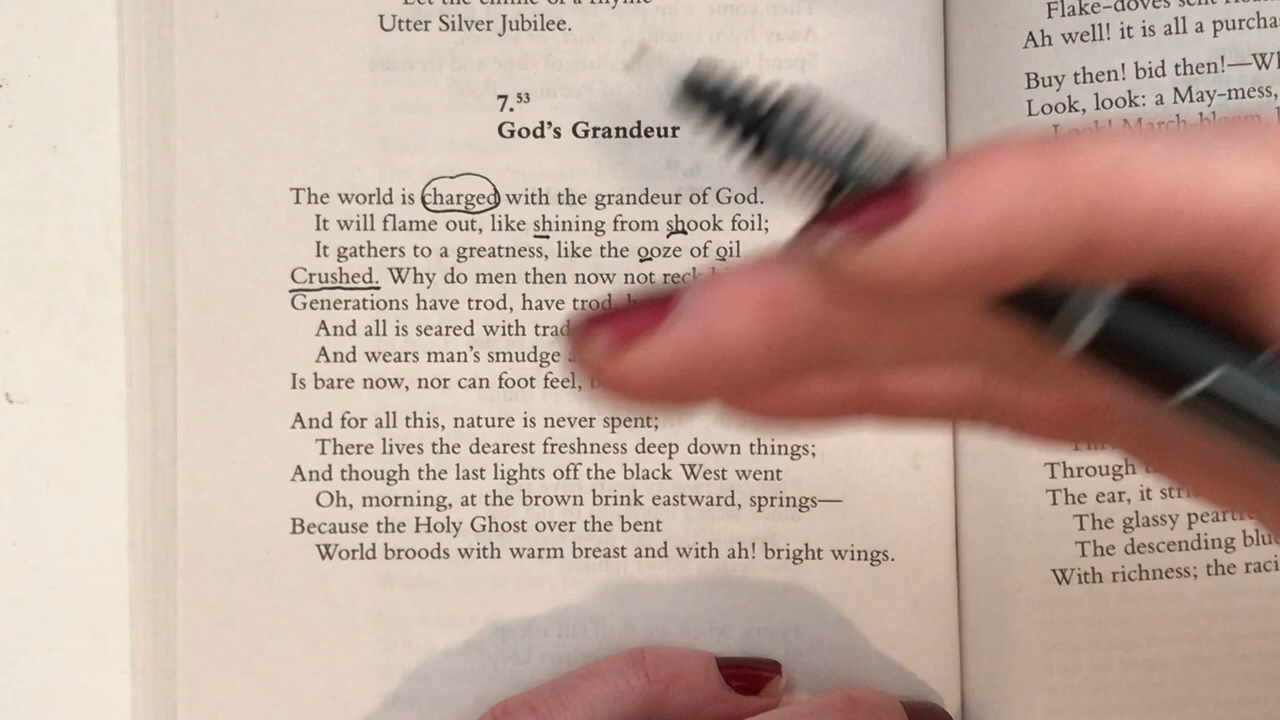 Utter Silver Jubilee.
7.53
God's Grandeur
The world is charged with the grandeur of God.
It will flame out, like shining from shook foil;
It gathers to a greatness, like the ooze of oil
Crushed. Why do men then now not reck
Generations have trod, have trod,
And all is seared with
And wears man's smudge
Is bare now, nor can foot feel,
And for all this, nature is never spent;
There lives the dearest freshness deep down things;
And though the last lights off the black West went
Oh, morning, at the brown brink eastward, springs—
Because the Holy Ghost over the bent
World broods with warm breast and with ah! bright wings.
Ah well! it is all a
Buy then! bid then!—
Look, look: a May-mess,
Look! March-bloom,
Through
The ear, it
The glassy
The descending
With richness; the